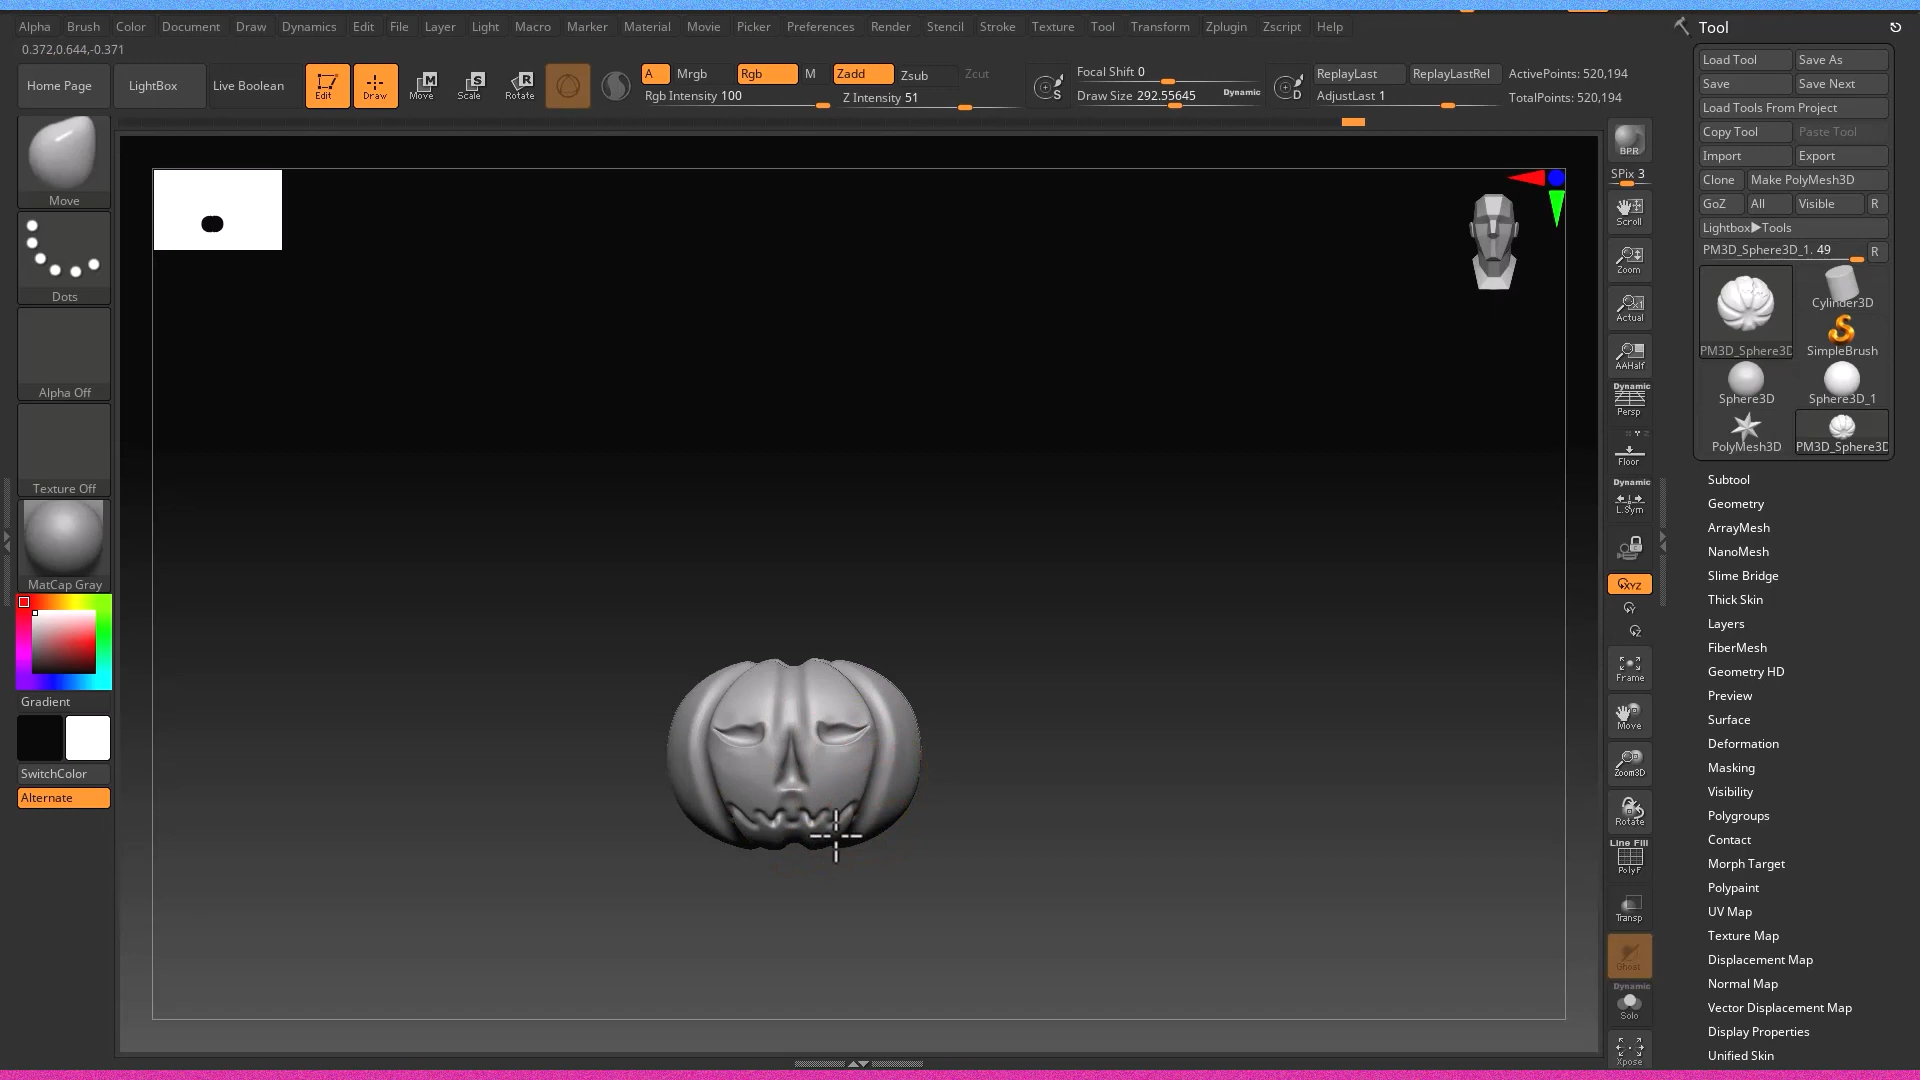 Alpha Brush Color Document Draw Dynamics Edit File Layer Light Macro Marker Material Movie Picker Preferences Render Stencil Stroke Texture Tool Transform Zplugin Zscript Help
Tool
0.372,0.644,-0.371
Home Page
LightBox
Live Boolean
Edit
Draw
M
Move
S
Scale
R
Rotate
A
Mrgb
Rgb
M
Zadd
Zsub
Zcut
Rgb Intensity 100
Z Intensity 51
S
Focal Shift 0
Draw Size 292.55645
Dynamic
D
ReplayLast
ReplayLastRel
AdjustLast 1
ActivePoints: 520,194
TotalPoints: 520,194
Move
Dots
Alpha Off
Texture Off
MatCap Gray
Gradient
SwitchColor
Alternate
BPR
SPix 3
Scroll
Zoom
Actual
AAHalf
Dynamic
Persp
Floor
Dynamic
L.Sym
XYZ
Y
Z
Frame
Move
Zoom3D
Rotate
Line Fill
PolyF
Transp
Ghost
Dynamic
Solo
Xpose
Load Tool Save As
Save Save Next
Load Tools From Project
Copy Tool Paste Tool
Import Export
Clone Make PolyMesh3D
GoZ All Visible R
Lightbox▶Tools
PM3D_Sphere3D_1. 49 R
PM3D_Sphere3D
Cylinder3D
SimpleBrush
Sphere3D
Sphere3D_1
PolyMesh3D
PM3D_Sphere3D
Subtool
Geometry
ArrayMesh
NanoMesh
Slime Bridge
Thick Skin
Layers
FiberMesh
Geometry HD
Preview
Surface
Deformation
Masking
Visibility
Polygroups
Contact
Morph Target
Polypaint
UV Map
Texture Map
Displacement Map
Normal Map
Vector Displacement Map
Display Properties
Unified Skin